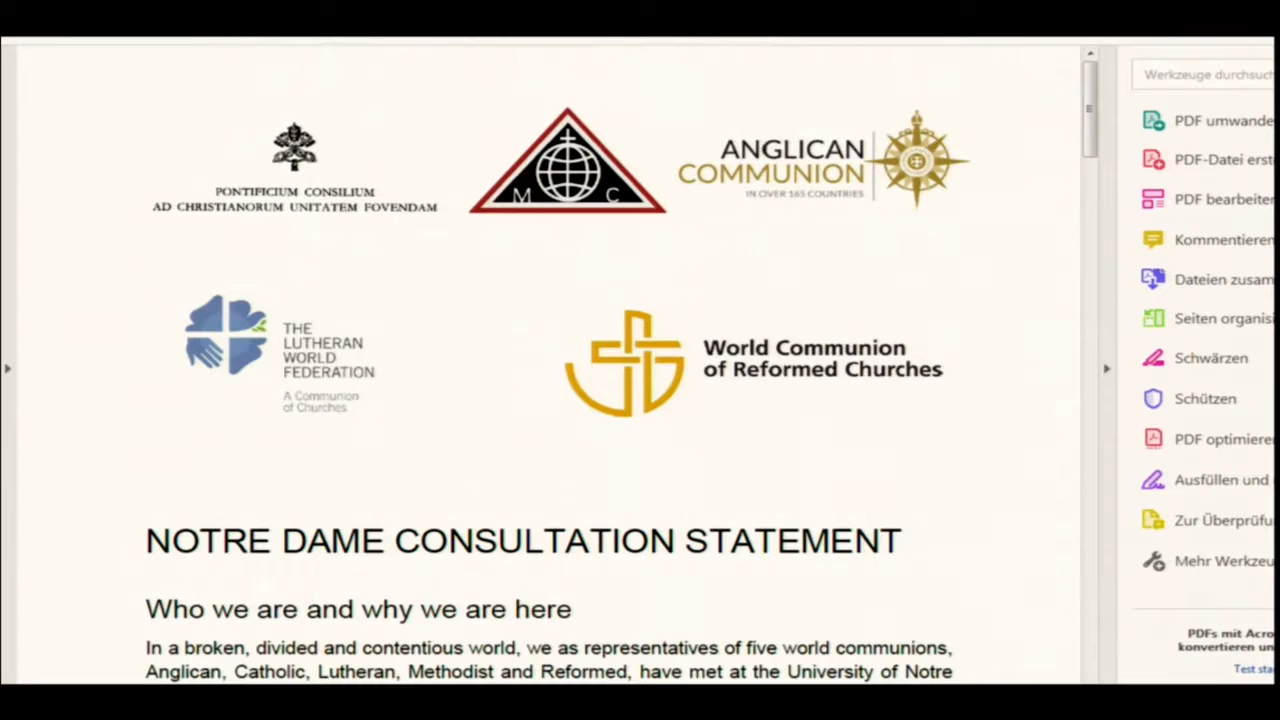 PONTIFICIUM CONSILIUM
AD CHRISTIANORUM UNITATEM FOVENDAM
M C
ANGLICAN
COMMUNION
IN OVER 165 COUNTRIES
THE
LUTHERAN
WORLD
FEDERATION
A Communion
of Churches
World Communion
of Reformed Churches
NOTRE DAME CONSULTATION STATEMENT
Who we are and why we are here
In a broken, divided and contentious world, we as representatives of five world communions,
Anglican, Catholic, Lutheran, Methodist and Reformed, have met at the University of Notre
Werkzeuge durchsuch
PDF umwande
PDF-Datei erst
PDF bearbeiter
Kommentieren
Dateien zusam
Seiten organisi
Schwärzen
Schützen
PDF optimierer
Ausfüllen und
Zur Überprüfu
Mehr Werkzeu
PDFs mit Acro
konvertieren un
Test sta